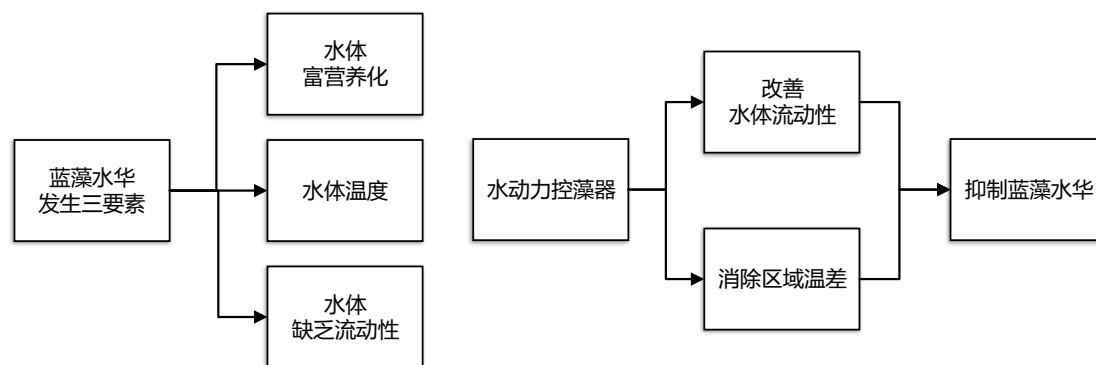 蓝藻水华
发生三要素
水体
富营养化
水体温度
水体
缺乏流动性
水动力控藻器
改善
水体流动性
消除区域温差
抑制蓝藻水华